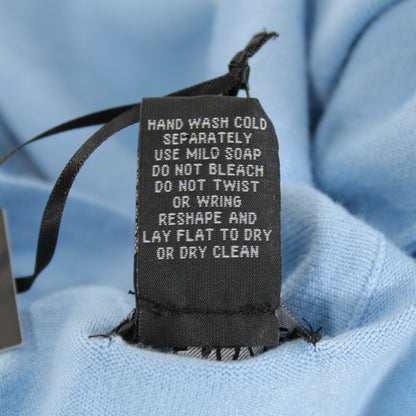 HAND WASH COLD
SEPARATELY
USE MILD SOAP
DO NOT BLEACH
DO NOT TWIST
OR WRING
RESHAPE AND
LAY FLAT TO DRY
OR DRY CLEAN